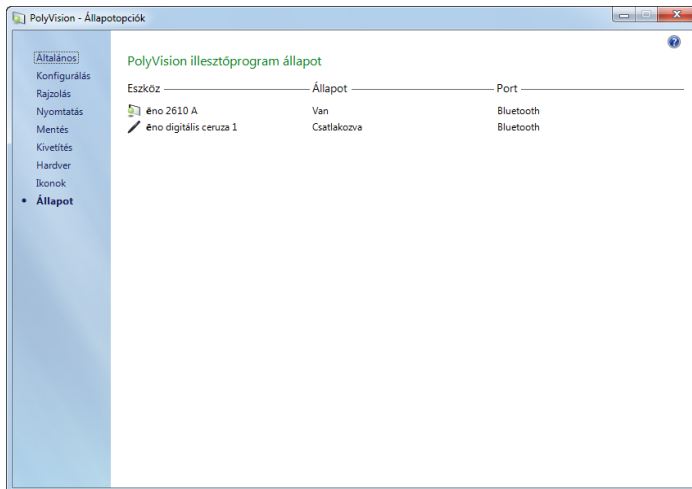 PolyVision - Állapotopciók
Általános
Konfigurálás
Rajzolás
Nyomtatás
Mentés
Kivetítés
Hardver
Ikonok
Állapot
PolyVision illesztőprogram állapot
Eszköz Állapot Port
ēno 2610 A Van Bluetooth
ēno digitális ceruza 1 Csatlakozva Bluetooth